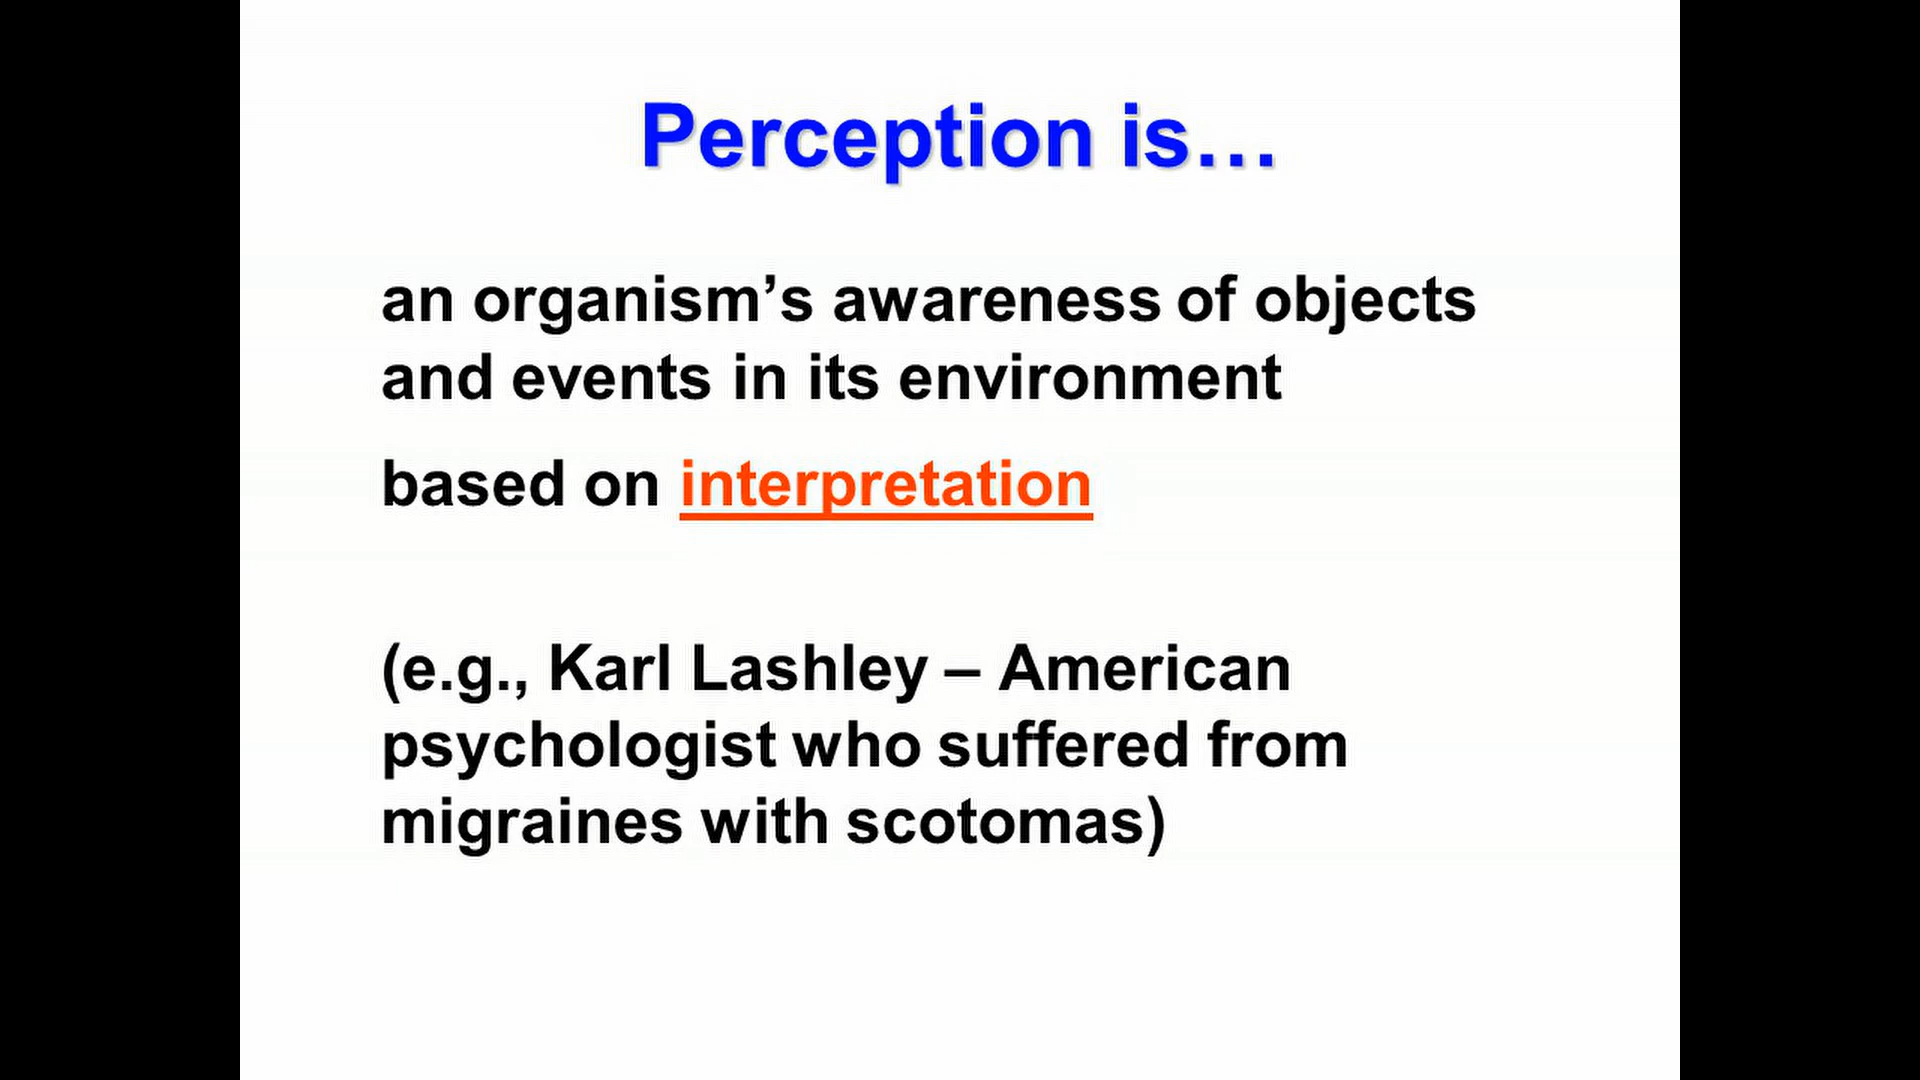 Perception is…
an organism’s awareness of objects
and events in its environment
based on interpretation
(e.g., Karl Lashley – American
psychologist who suffered from
migraines with scotomas)